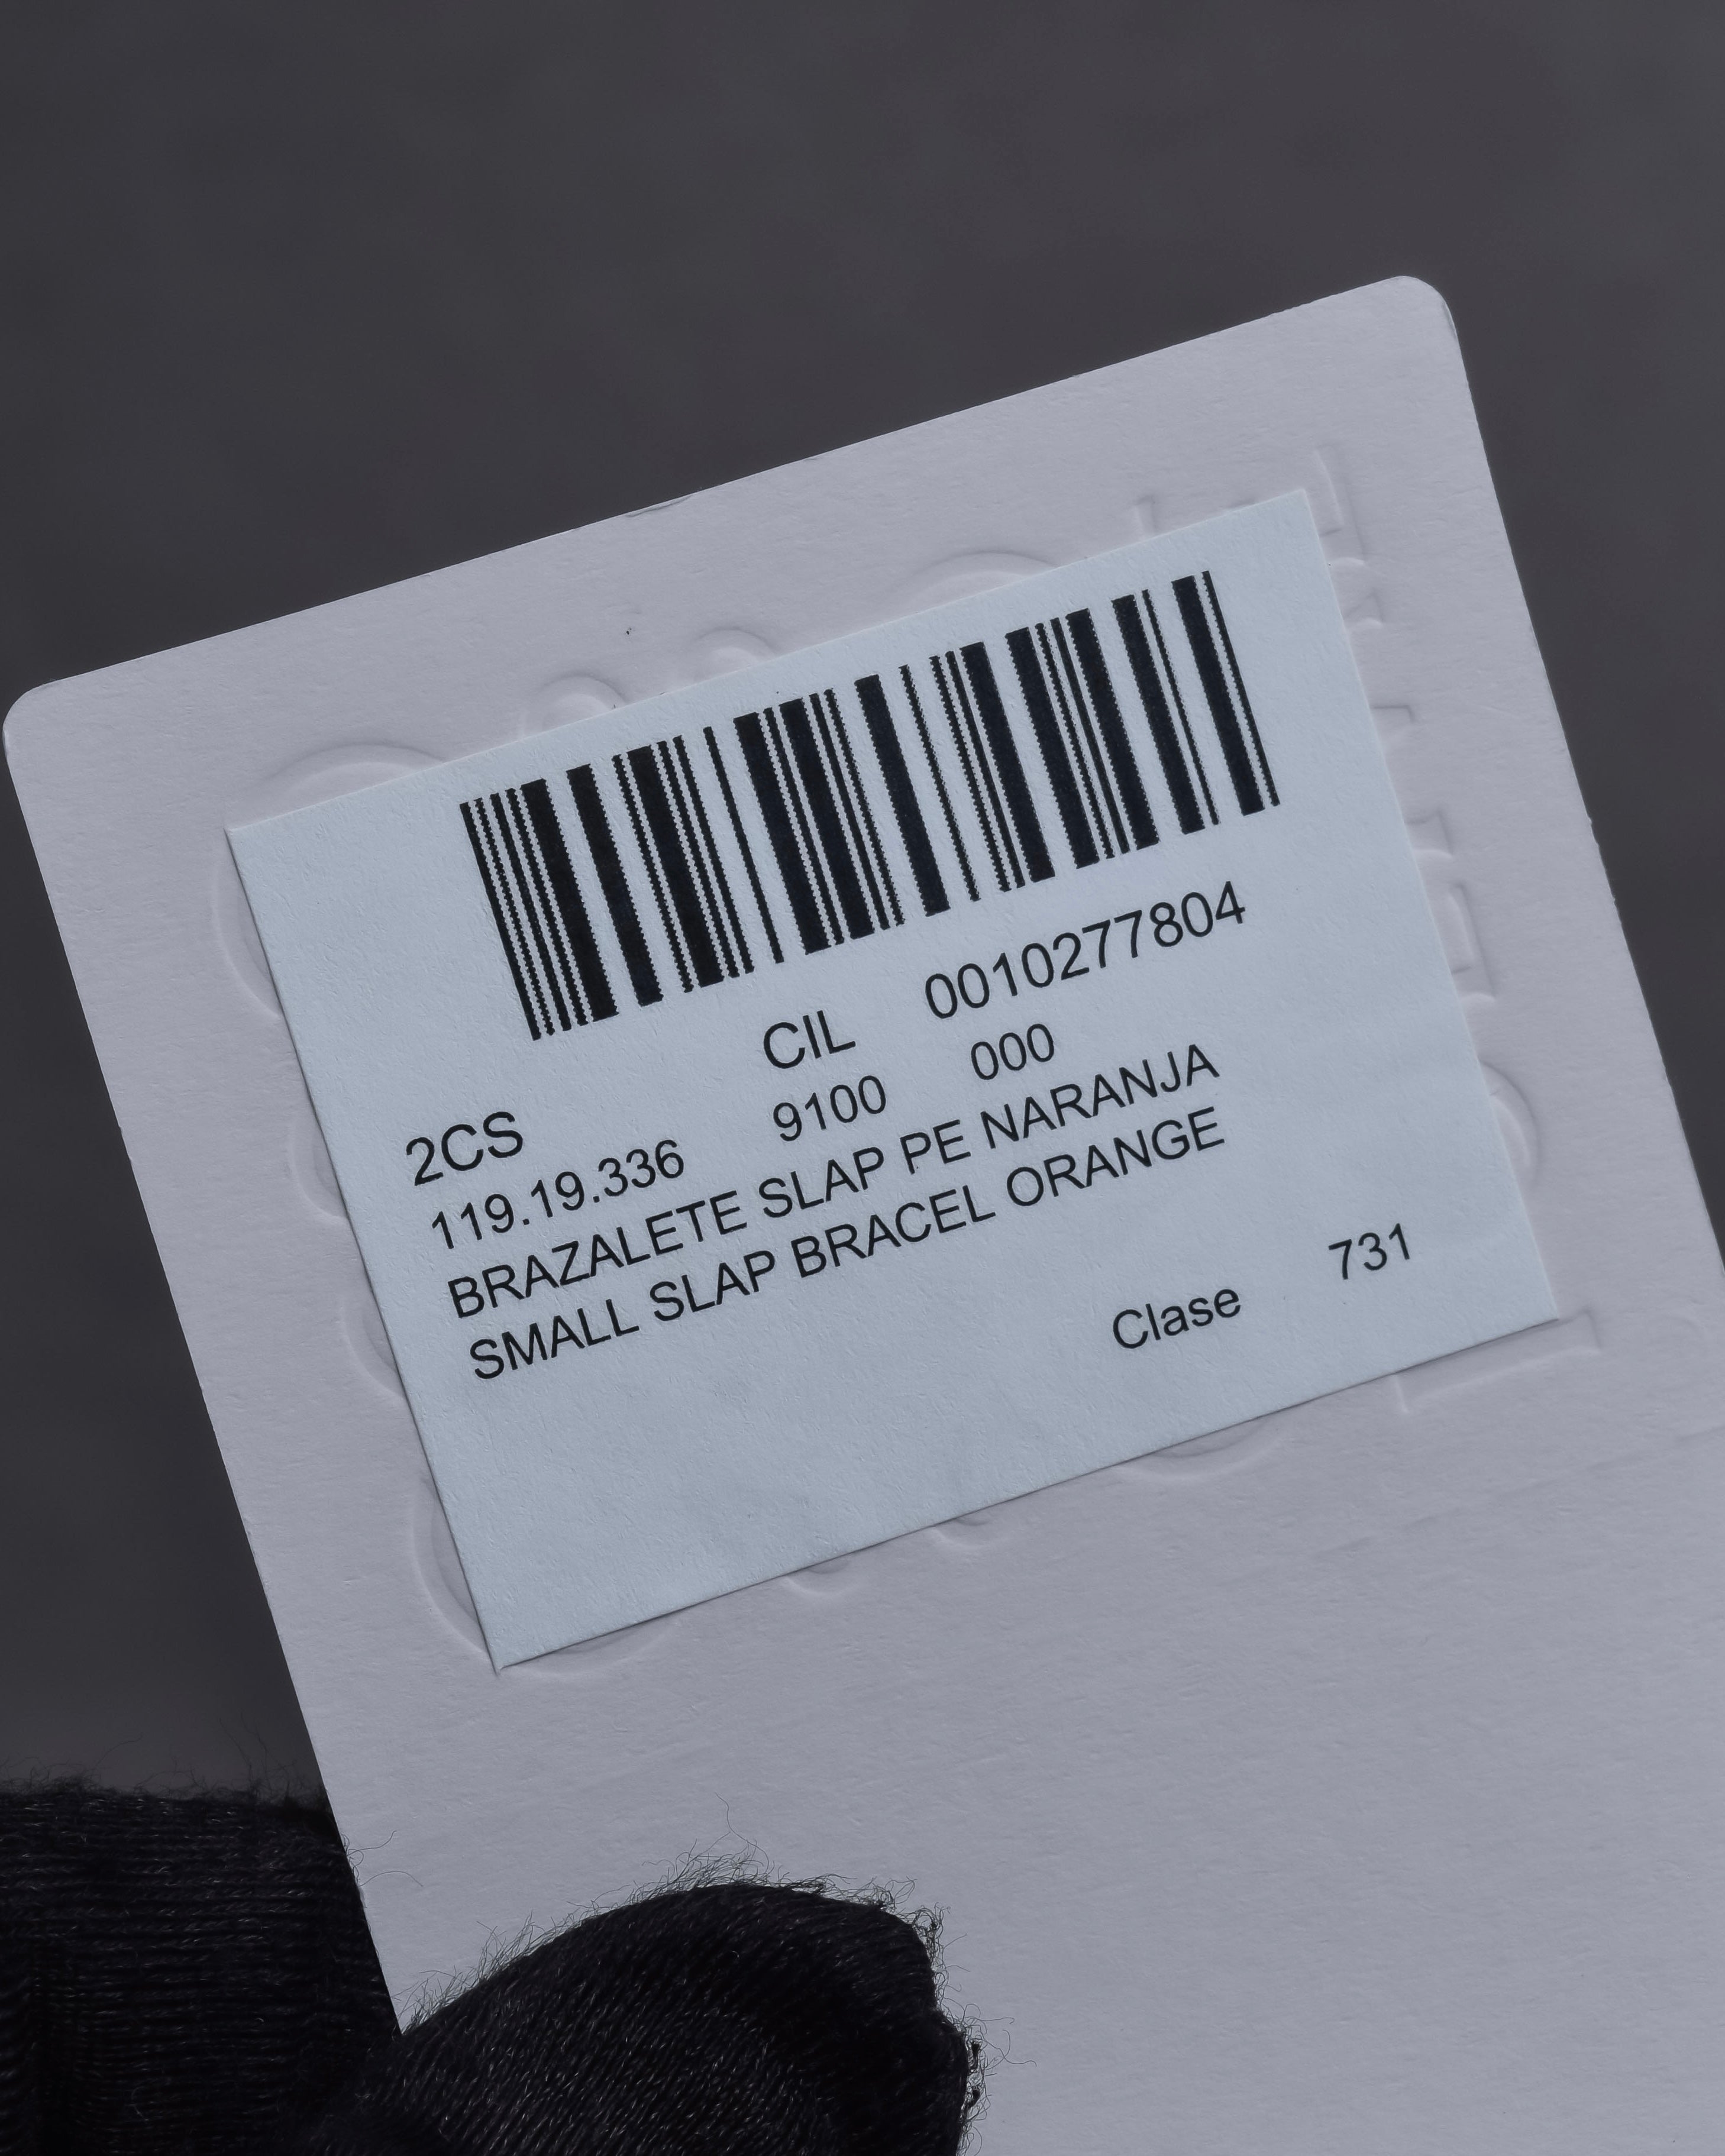 CIL 0010277804
2CS 9100 000
119.19.336
BRAZALETE SLAP PE NARANJA
SMALL SLAP BRACEL ORANGE
Clase 731